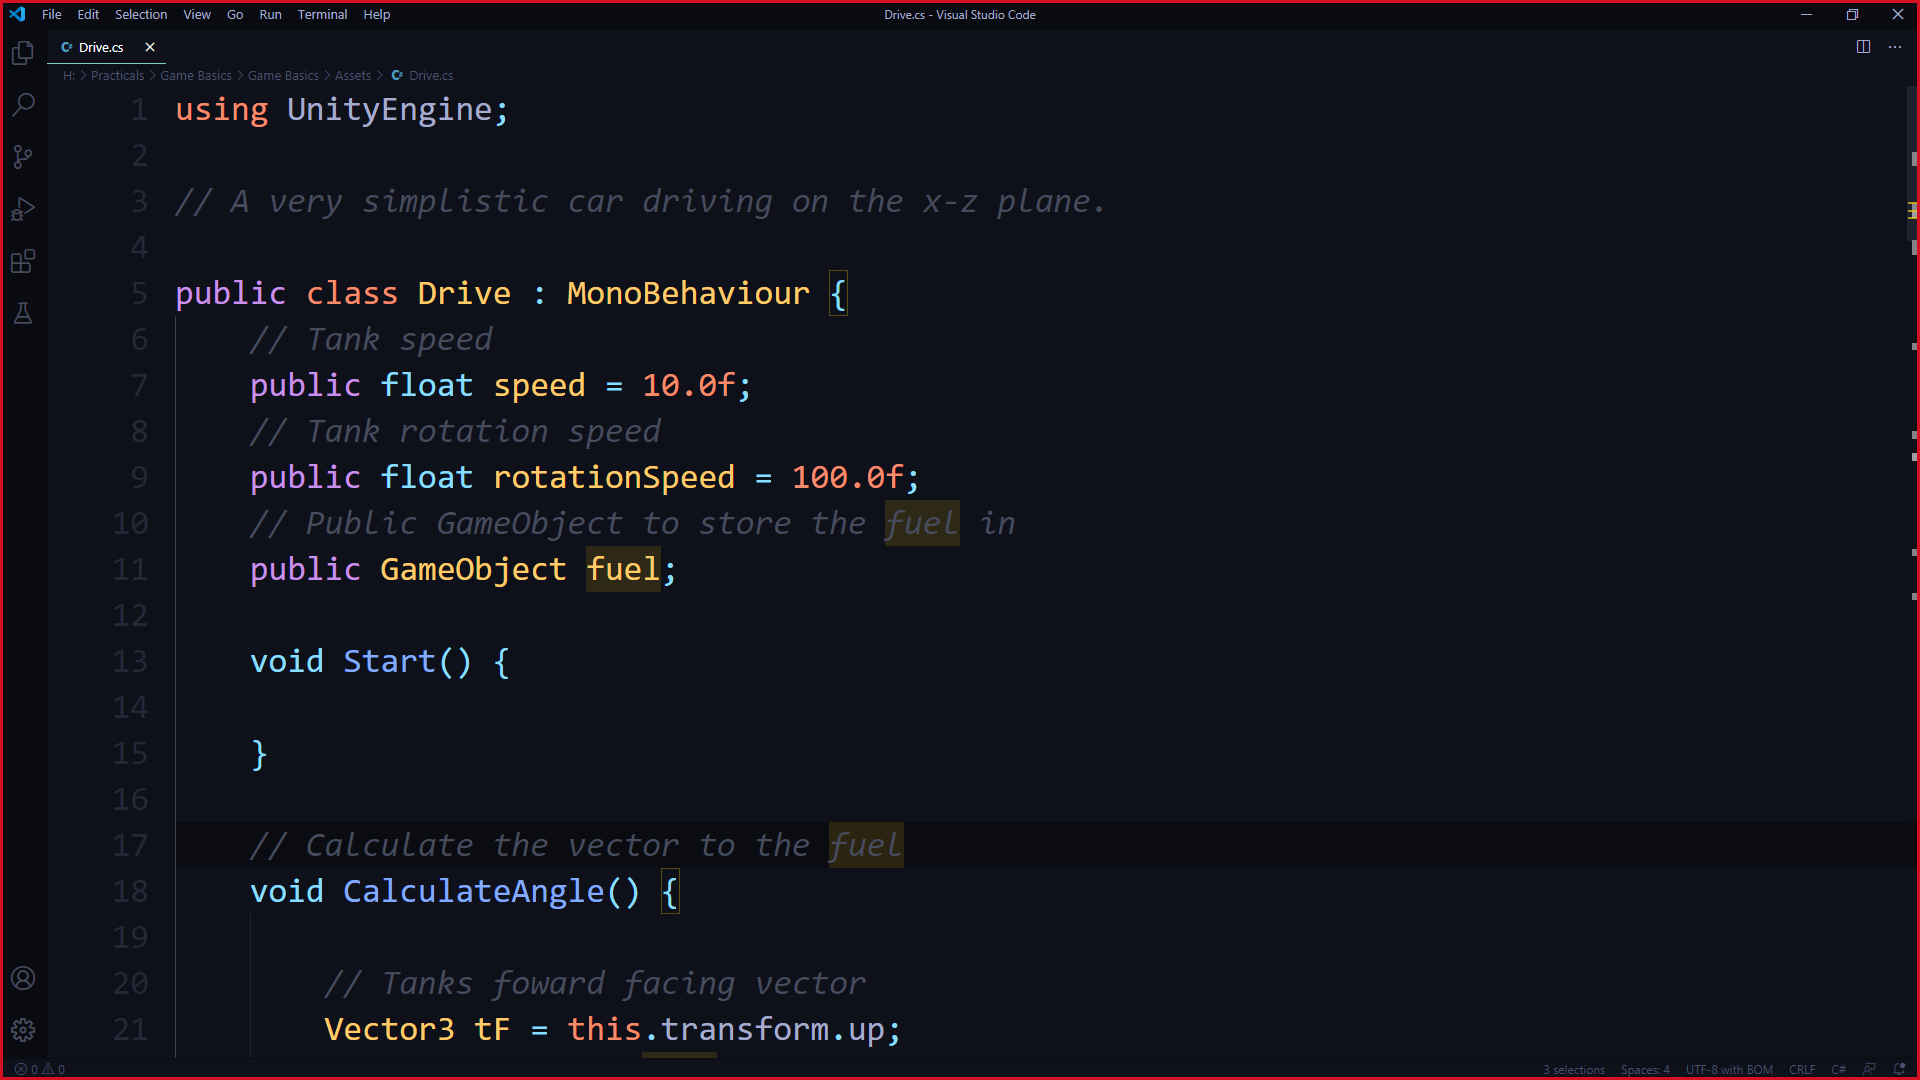 File Edit Selection View Go Run Terminal Help Drive.cs - Visual Studio Code
Drive.cs
H: > Practicals > Game Basics > Game Basics > Assets > Drive.cs
1 using UnityEngine;
2
3 // A very simplistic car driving on the x-z plane.
4
5 public class Drive : MonoBehaviour {
6 // Tank speed
7 public float speed = 10.0f;
8 // Tank rotation speed
9 public float rotationSpeed = 100.0f;
10 // Public GameObject to store the fuel in
11 public GameObject fuel;
12
13 void Start() {
14
15 }
16
17 // Calculate the vector to the fuel
18 void CalculateAngle() {
19
20 // Tanks foward facing vector
21 Vector3 tF = this.transform.up;
0 0 3 selections Spaces: 4 UTF-8 with BOM CRLF C#